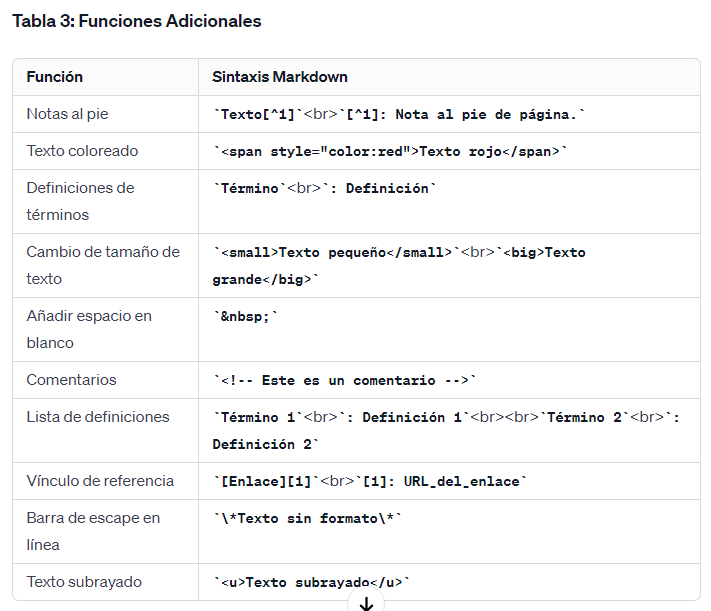 Tabla 3: Funciones Adicionales
Función Sintaxis Markdown
Notas al pie `Texto[^1]`<br>`[^1]: Nota al pie de página.`
Texto coloreado `<span style="color:red">Texto rojo</span>`
Definiciones de `Término`<br>`: Definición`
términos
Cambio de tamaño de `<small>Texto pequeño</small>`<br>`<big>Texto
texto grande</big>`
Añadir espacio en `&nbsp;`
blanco
Comentarios `<!-- Este es un comentario -->`
Lista de definiciones `Término 1`<br>`: Definición 1`<br><br>`Término 2`<br>`:
Definición 2`
Vínculo de referencia `[Enlace][1]`<br>`[1]: URL_del_enlace`
Barra de escape en `\*Texto sin formato\*`
línea
Texto subrayado `<u>Texto subrayado</u>`